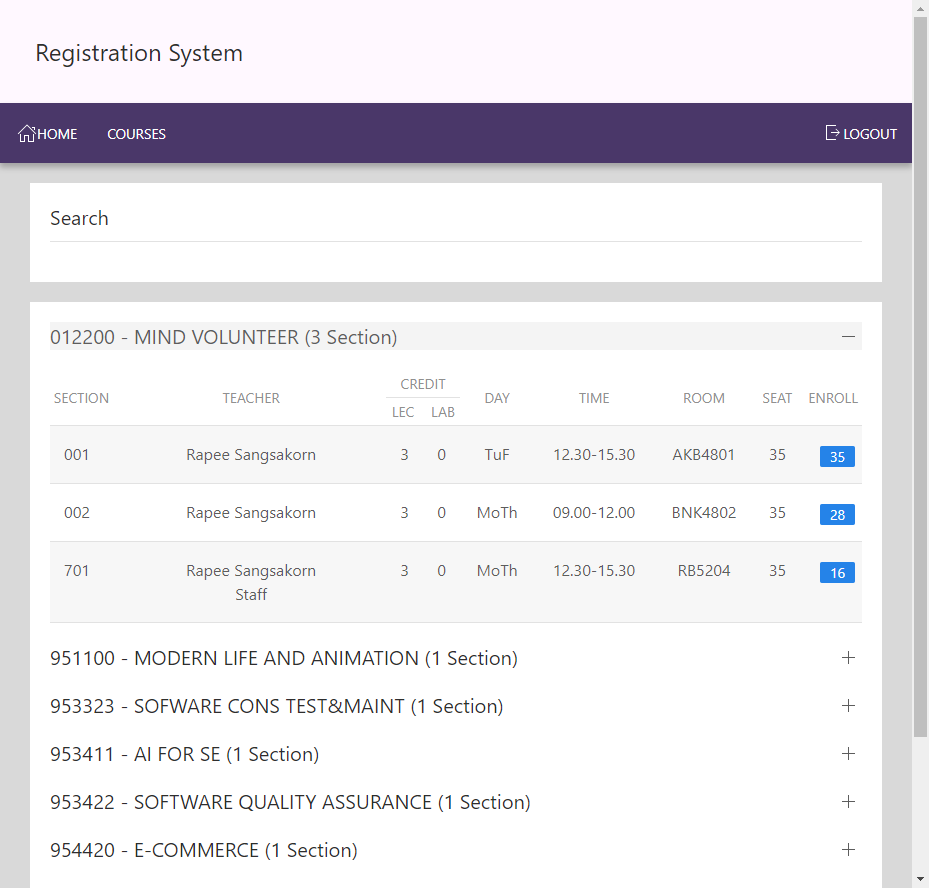 Registration System
HOME COURSES LOGOUT
Search
012200 - MIND VOLUNTEER (3 Section)
SECTION TEACHER CREDIT LEC LAB DAY TIME ROOM SEAT ENROLL
001 Rapee Sangsakorn 3 0 TuF 12.30-15.30 AKB4801 35 35
002 Rapee Sangsakorn 3 0 MoTh 09.00-12.00 BNK4802 35 28
701 Rapee Sangsakorn 3 0 MoTh 12.30-15.30 RB5204 35 16
Staff
951100 - MODERN LIFE AND ANIMATION (1 Section)
953323 - SOFWARE CONS TEST&MAINT (1 Section)
953411 - AI FOR SE (1 Section)
953422 - SOFTWARE QUALITY ASSURANCE (1 Section)
954420 - E-COMMERCE (1 Section)